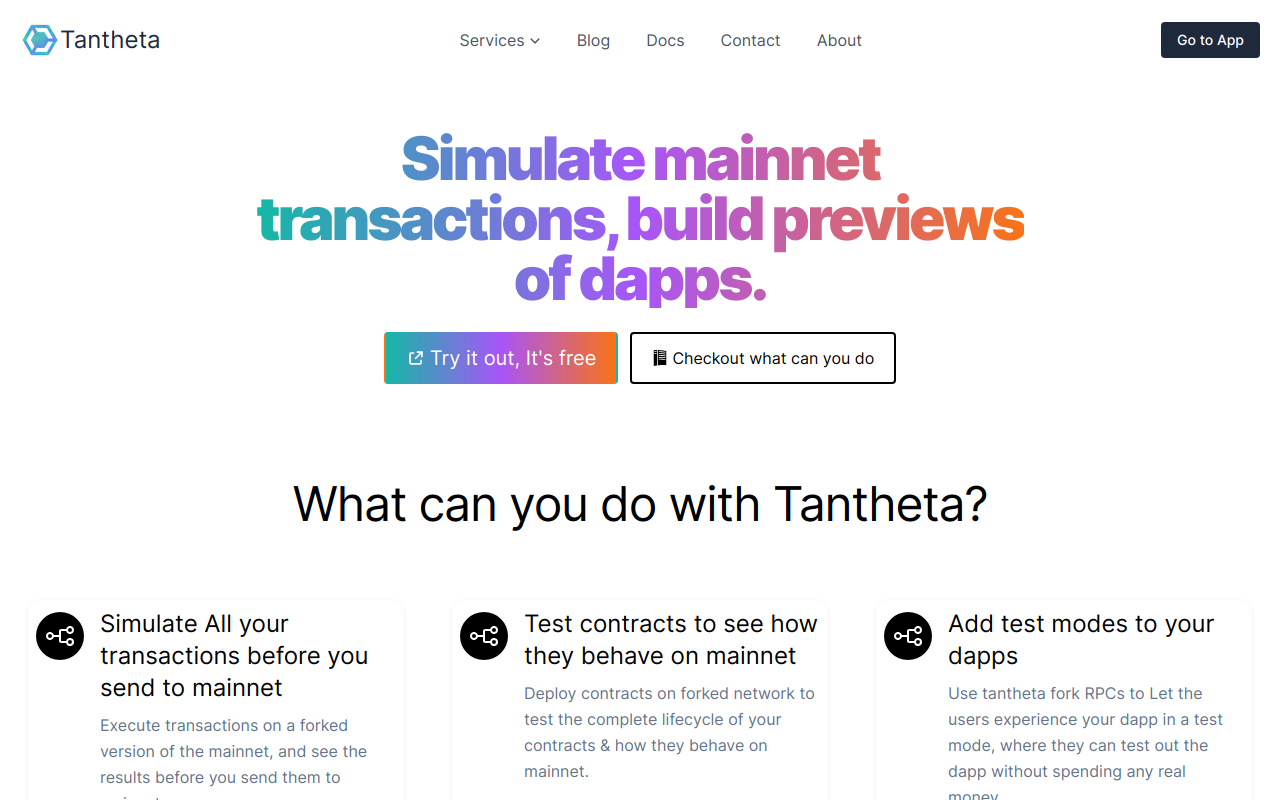 Tantheta
Services
Blog
Docs
Contact
About
Go to App
Simulate mainnet
transactions, build previews
of dapps.
Try it out, It's free
Checkout what can you do
What can you do with Tantheta?
Simulate All your
transactions before you
send to mainnet
Execute transactions on a forked
version of the mainnet, and see the
results before you send them to
Test contracts to see how
they behave on mainnet
Deploy contracts on forked network to
test the complete lifecycle of your
contracts & how they behave on
mainnet.
Add test modes to your
dapps
Use tantheta fork RPCs to Let the
users experience your dapp in a test
mode, where they can test out the
dapp without spending any real
money